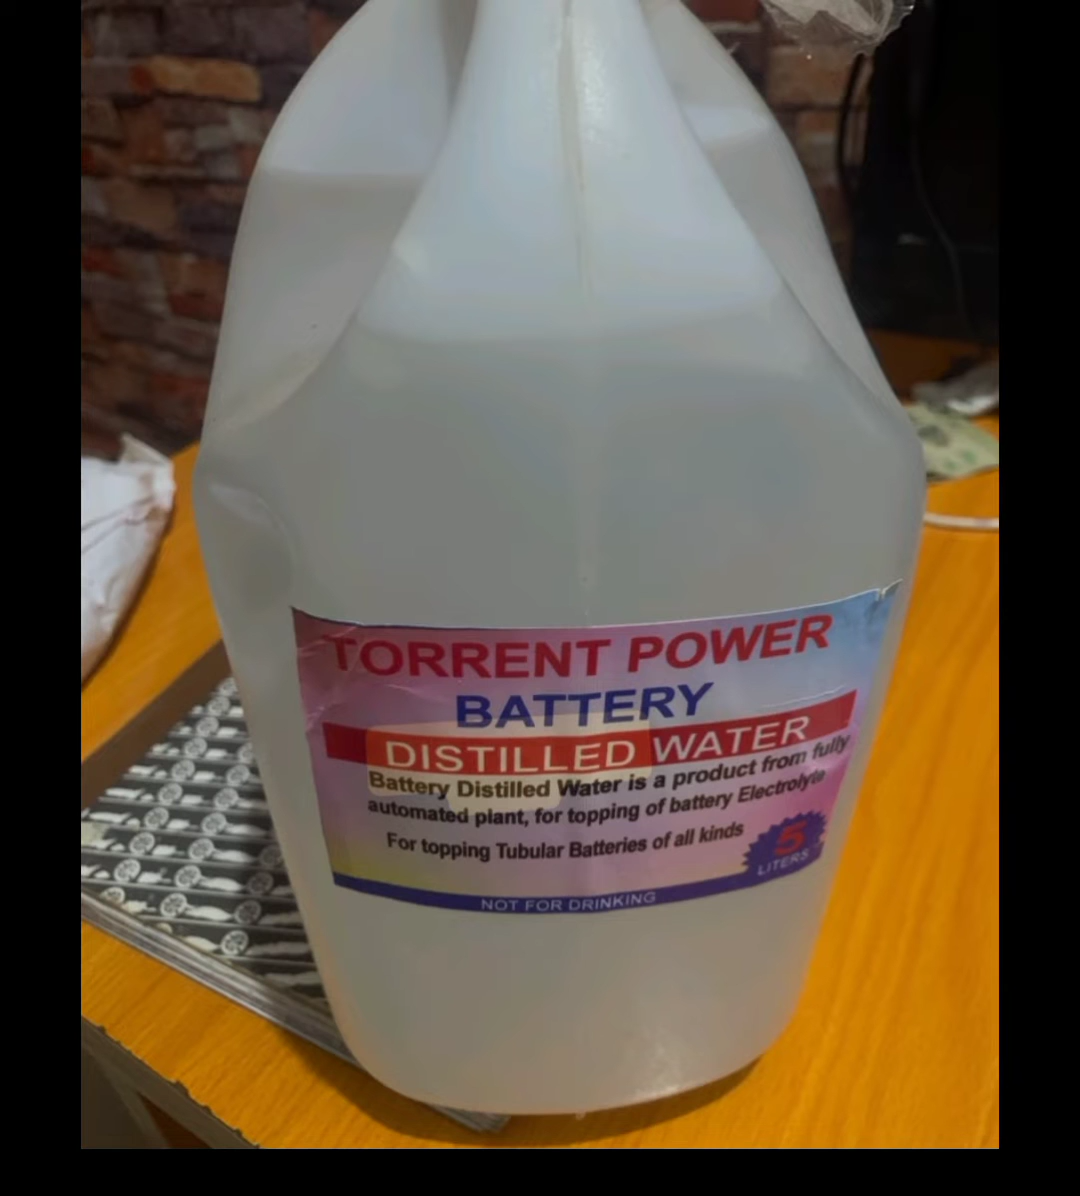 TORRENT POWER
BATTERY
DISTILLED WATER
Battery Distilled Water is a product from fully
automated plant, for topping of battery Electrolyte
For topping Tubular Batteries of all kinds
5
LITERS
NOT FOR DRINKING